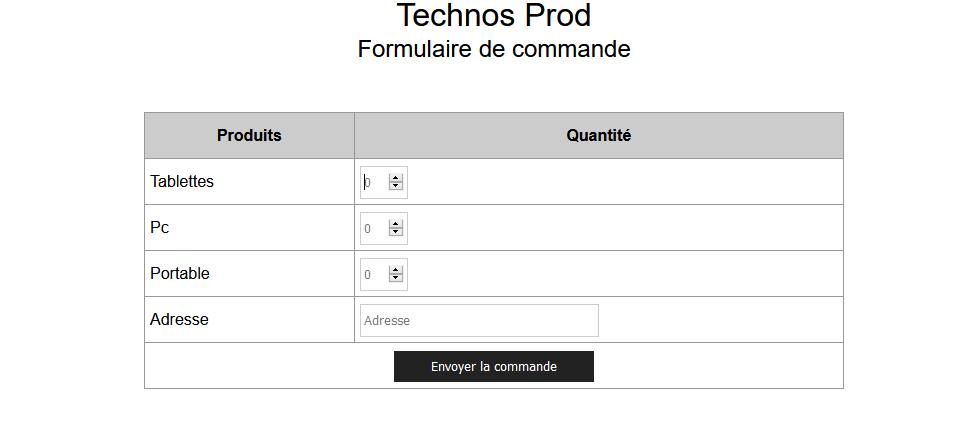 Technos Prod
Formulaire de commande
Produits Quantité
Tablettes 0
Pc 0
Portable 0
Adresse Adresse
Envoyer la commande